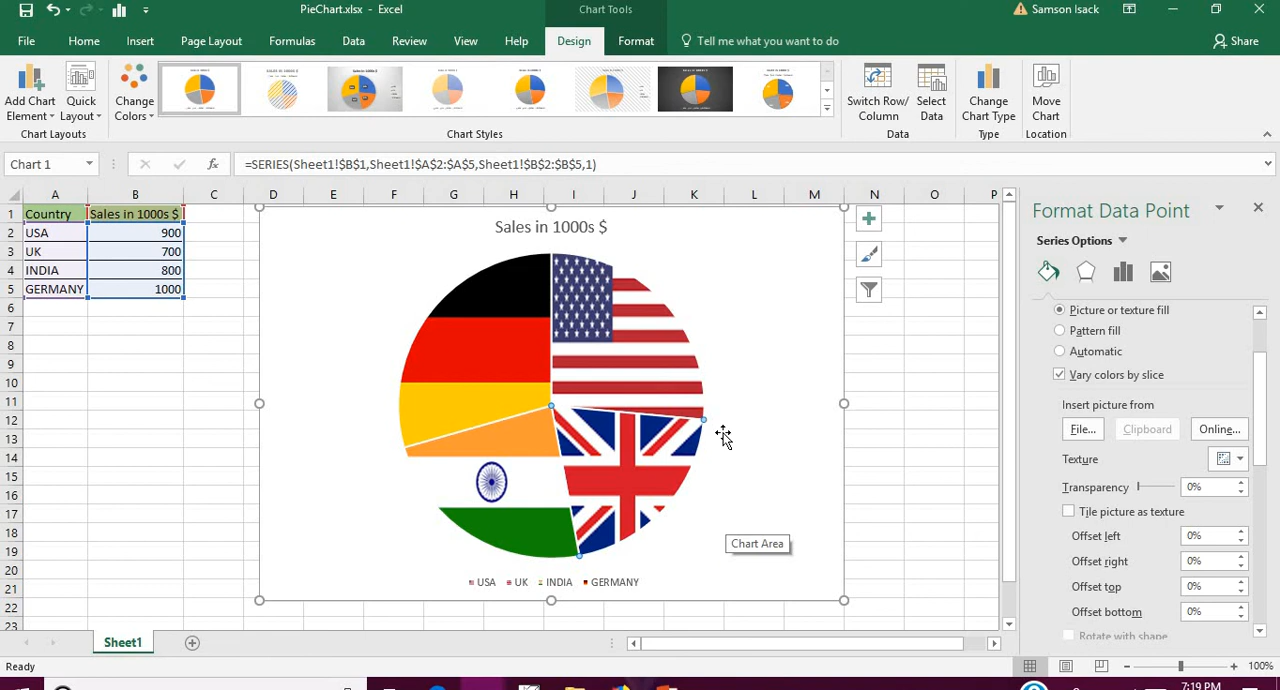 PieChart.xlsx - Excel
Chart Tools
Samson Isack
File Home Insert Page Layout Formulas Data Review View Help Design Format Tell me what you want to do Share
Add Chart Element
Quick Layout
Change Colors
Switch Row/ Column
Select Data
Change Chart Type
Move Chart
Chart Layouts
Chart Styles
Data
Type
Location
Chart 1
fx
=SERIES(Sheet1!$B$1,Sheet1!$A$2:$A$5,Sheet1!$B$2:$B$5,1)
A B C D E F G H I J K L M N O P
1 Country Sales in 1000s $
2 USA 900
3 UK 700
4 INDIA 800
5 GERMANY 1000
6
7
8
9
10
11
12
13
14
15
16
17
18
19
20
21
22
23
Sales in 1000s $
Chart Area
USA UK INDIA GERMANY
Format Data Point
Series Options
Picture or texture fill
Pattern fill
Automatic
Vary colors by slice
Insert picture from
File... Clipboard Online...
Texture
Transparency 0%
Tile picture as texture
Offset left 0%
Offset right 0%
Offset top 0%
Offset bottom 0%
Rotate with shape
Sheet1
Ready
100%
7:19 PM